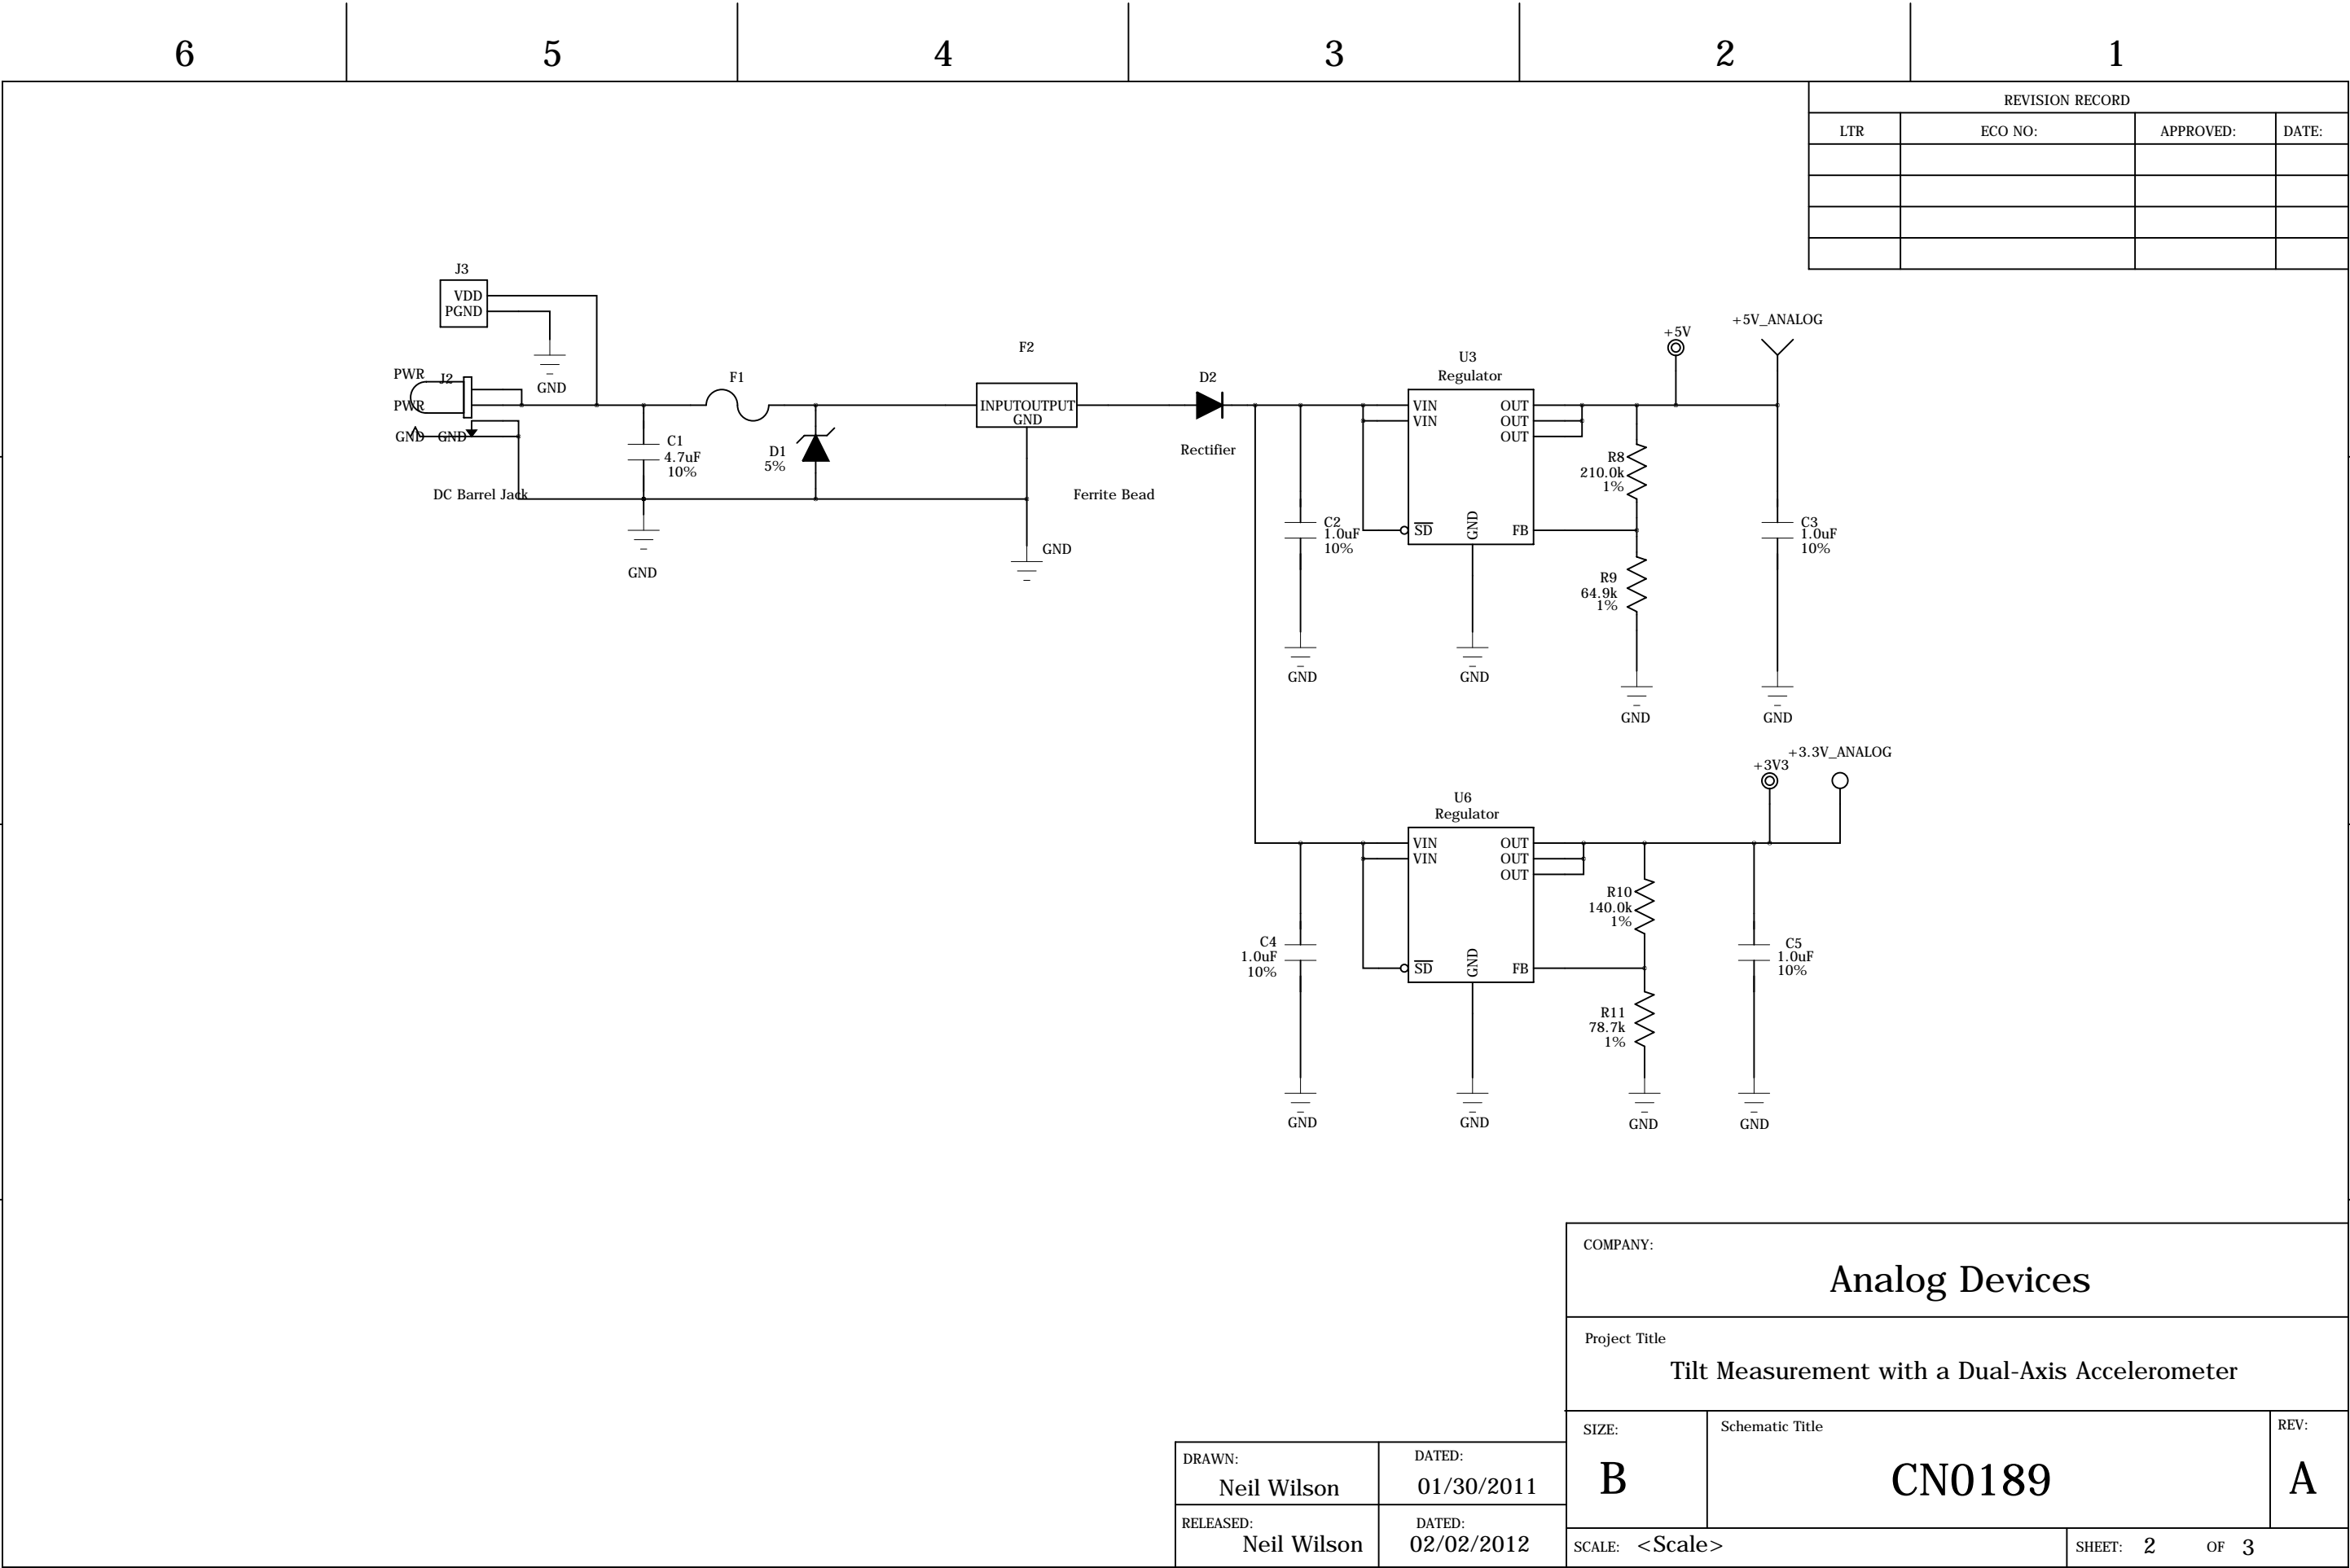 6 5 4 3 2 1
REVISION RECORD
LTR ECO NO: APPROVED: DATE:
J3
VDD
PGND
GND
PWR J2
PWR
GND GND
DC Barrel Jack
C1
4.7uF
10%
GND
F1
D1
5%
F2
INPUTOUTPUT
GND
Ferrite Bead
GND
D2
Rectifier
C2
1.0uF
10%
GND
U3
Regulator
VIN OUT
VIN OUT
OUT
SD GND FB
GND
R8
210.0k
1%
R9
64.9k
1%
GND
+5V
+5V_ANALOG
C3
1.0uF
10%
GND
C4
1.0uF
10%
GND
U6
Regulator
VIN OUT
VIN OUT
OUT
SD GND FB
GND
R10
140.0k
1%
R11
78.7k
1%
GND
+3V3
+3.3V_ANALOG
C5
1.0uF
10%
GND
COMPANY:
Analog Devices
Project Title
Tilt Measurement with a Dual-Axis Accelerometer
SIZE:
B
Schematic Title
CN0189
REV:
A
DRAWN:
Neil Wilson
DATED:
01/30/2011
RELEASED:
Neil Wilson
DATED:
02/02/2012
SCALE: <Scale>
SHEET: 2 OF 3